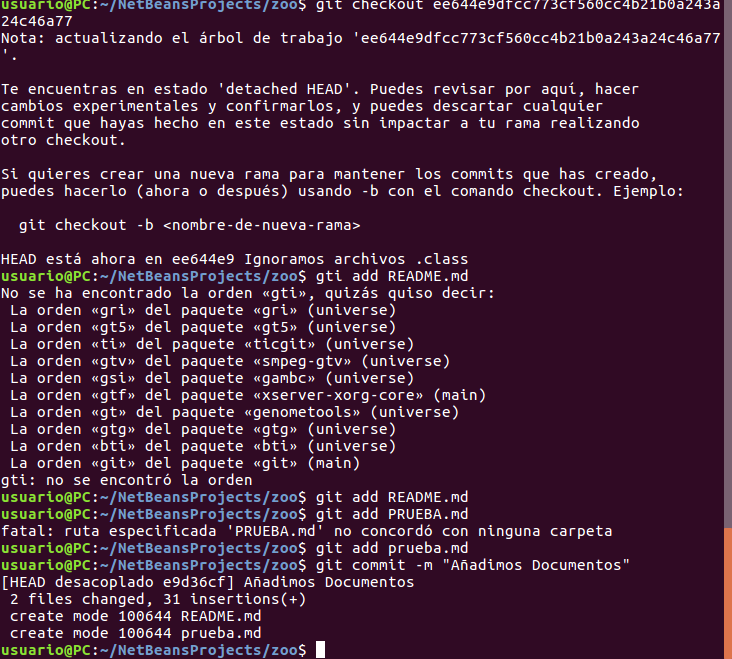 usuario@PC:~/NetBeansProjects/zoo$ git checkout ee644e9dfcc773cf560cc4b21b0a243a
24c46a77
Nota: actualizando el árbol de trabajo 'ee644e9dfcc773cf560cc4b21b0a243a24c46a77
'.
Te encuentras en estado 'detached HEAD'. Puedes revisar por aquí, hacer
cambios experimentales y confirmarlos, y puedes descartar cualquier
commit que hayas hecho en este estado sin impactar a tu rama realizando
otro checkout.
Si quieres crear una nueva rama para mantener los commits que has creado,
puedes hacerlo (ahora o después) usando -b con el comando checkout. Ejemplo:
git checkout -b <nombre-de-nueva-rama>
HEAD está ahora en ee644e9 Ignoramos archivos .class
usuario@PC:~/NetBeansProjects/zoo$ gti add README.md
No se ha encontrado la orden «gti», quizás quiso decir:
La orden «gri» del paquete «gri» (universe)
La orden «gt5» del paquete «gt5» (universe)
La orden «ti» del paquete «ticgit» (universe)
La orden «gtv» del paquete «smpeg-gtv» (universe)
La orden «gsi» del paquete «gambc» (universe)
La orden «gtf» del paquete «xserver-xorg-core» (main)
La orden «gt» del paquete «genometools» (universe)
La orden «gtg» del paquete «gtg» (universe)
La orden «bti» del paquete «bti» (universe)
La orden «git» del paquete «git» (main)
gti: no se encontró la orden
usuario@PC:~/NetBeansProjects/zoo$ git add README.md
usuario@PC:~/NetBeansProjects/zoo$ git add PRUEBA.md
fatal: ruta especificada 'PRUEBA.md' no concordó con ninguna carpeta
usuario@PC:~/NetBeansProjects/zoo$ git add prueba.md
usuario@PC:~/NetBeansProjects/zoo$ git commit -m "Añadimos Documentos"
[HEAD desacoplado e9d36cf] Añadimos Documentos
2 files changed, 31 insertions(+)
create mode 100644 README.md
create mode 100644 prueba.md
usuario@PC:~/NetBeansProjects/zoo$